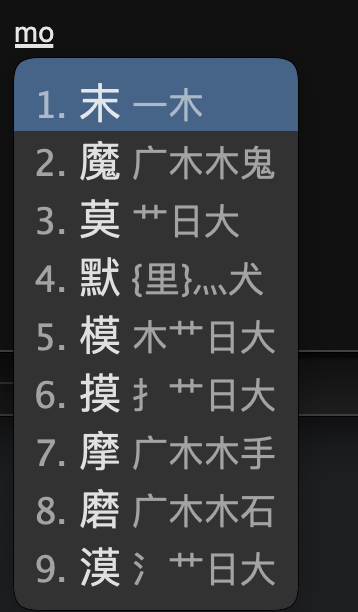 mo
1. 末 一木
2. 魔 广木木鬼
3. 莫 艹日大
4. 默 {里}灬犬
5. 模 木艹日大
6. 摸 扌艹日大
7. 摩 广木木手
8. 磨 广木木石
9. 漠 氵艹日大